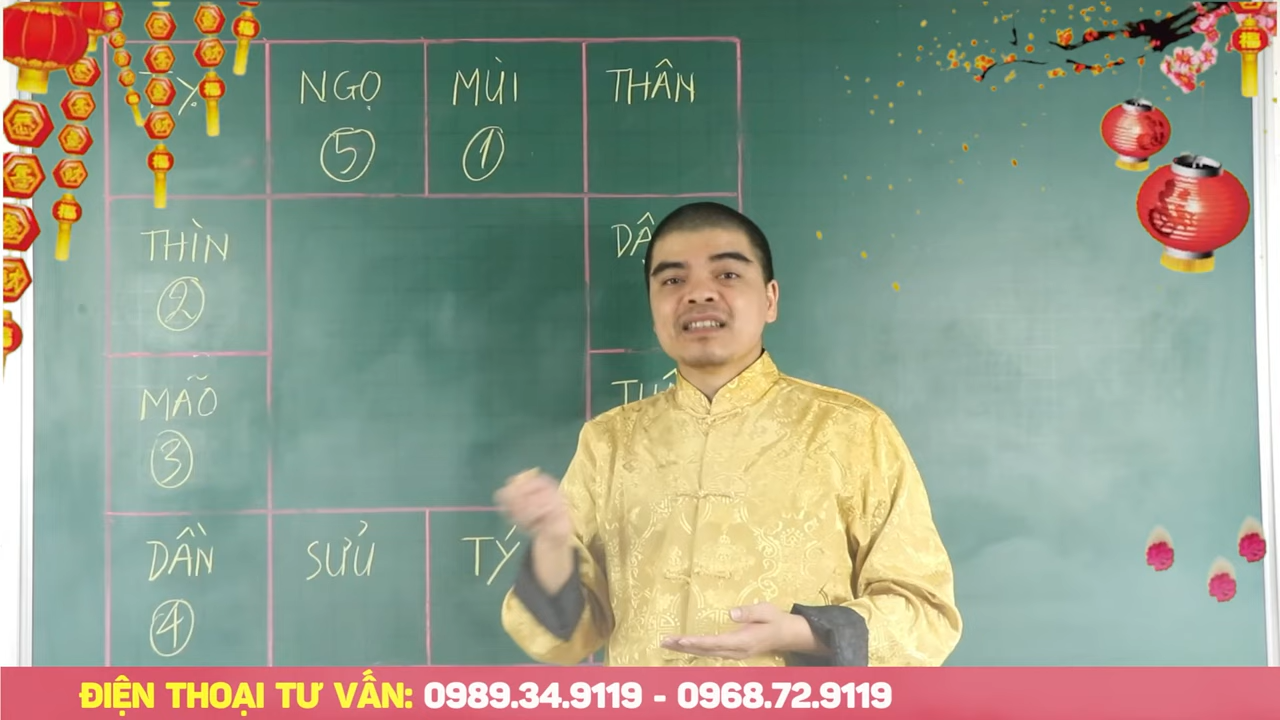 NGỌ
MÙI
THÂN
⑤
①
THÌN
②
MÃO
③
DẦN
SƯỦ
TÝ
④
ĐIỆN THOẠI TƯ VẤN: 0989.34.9119 - 0968.72.9119